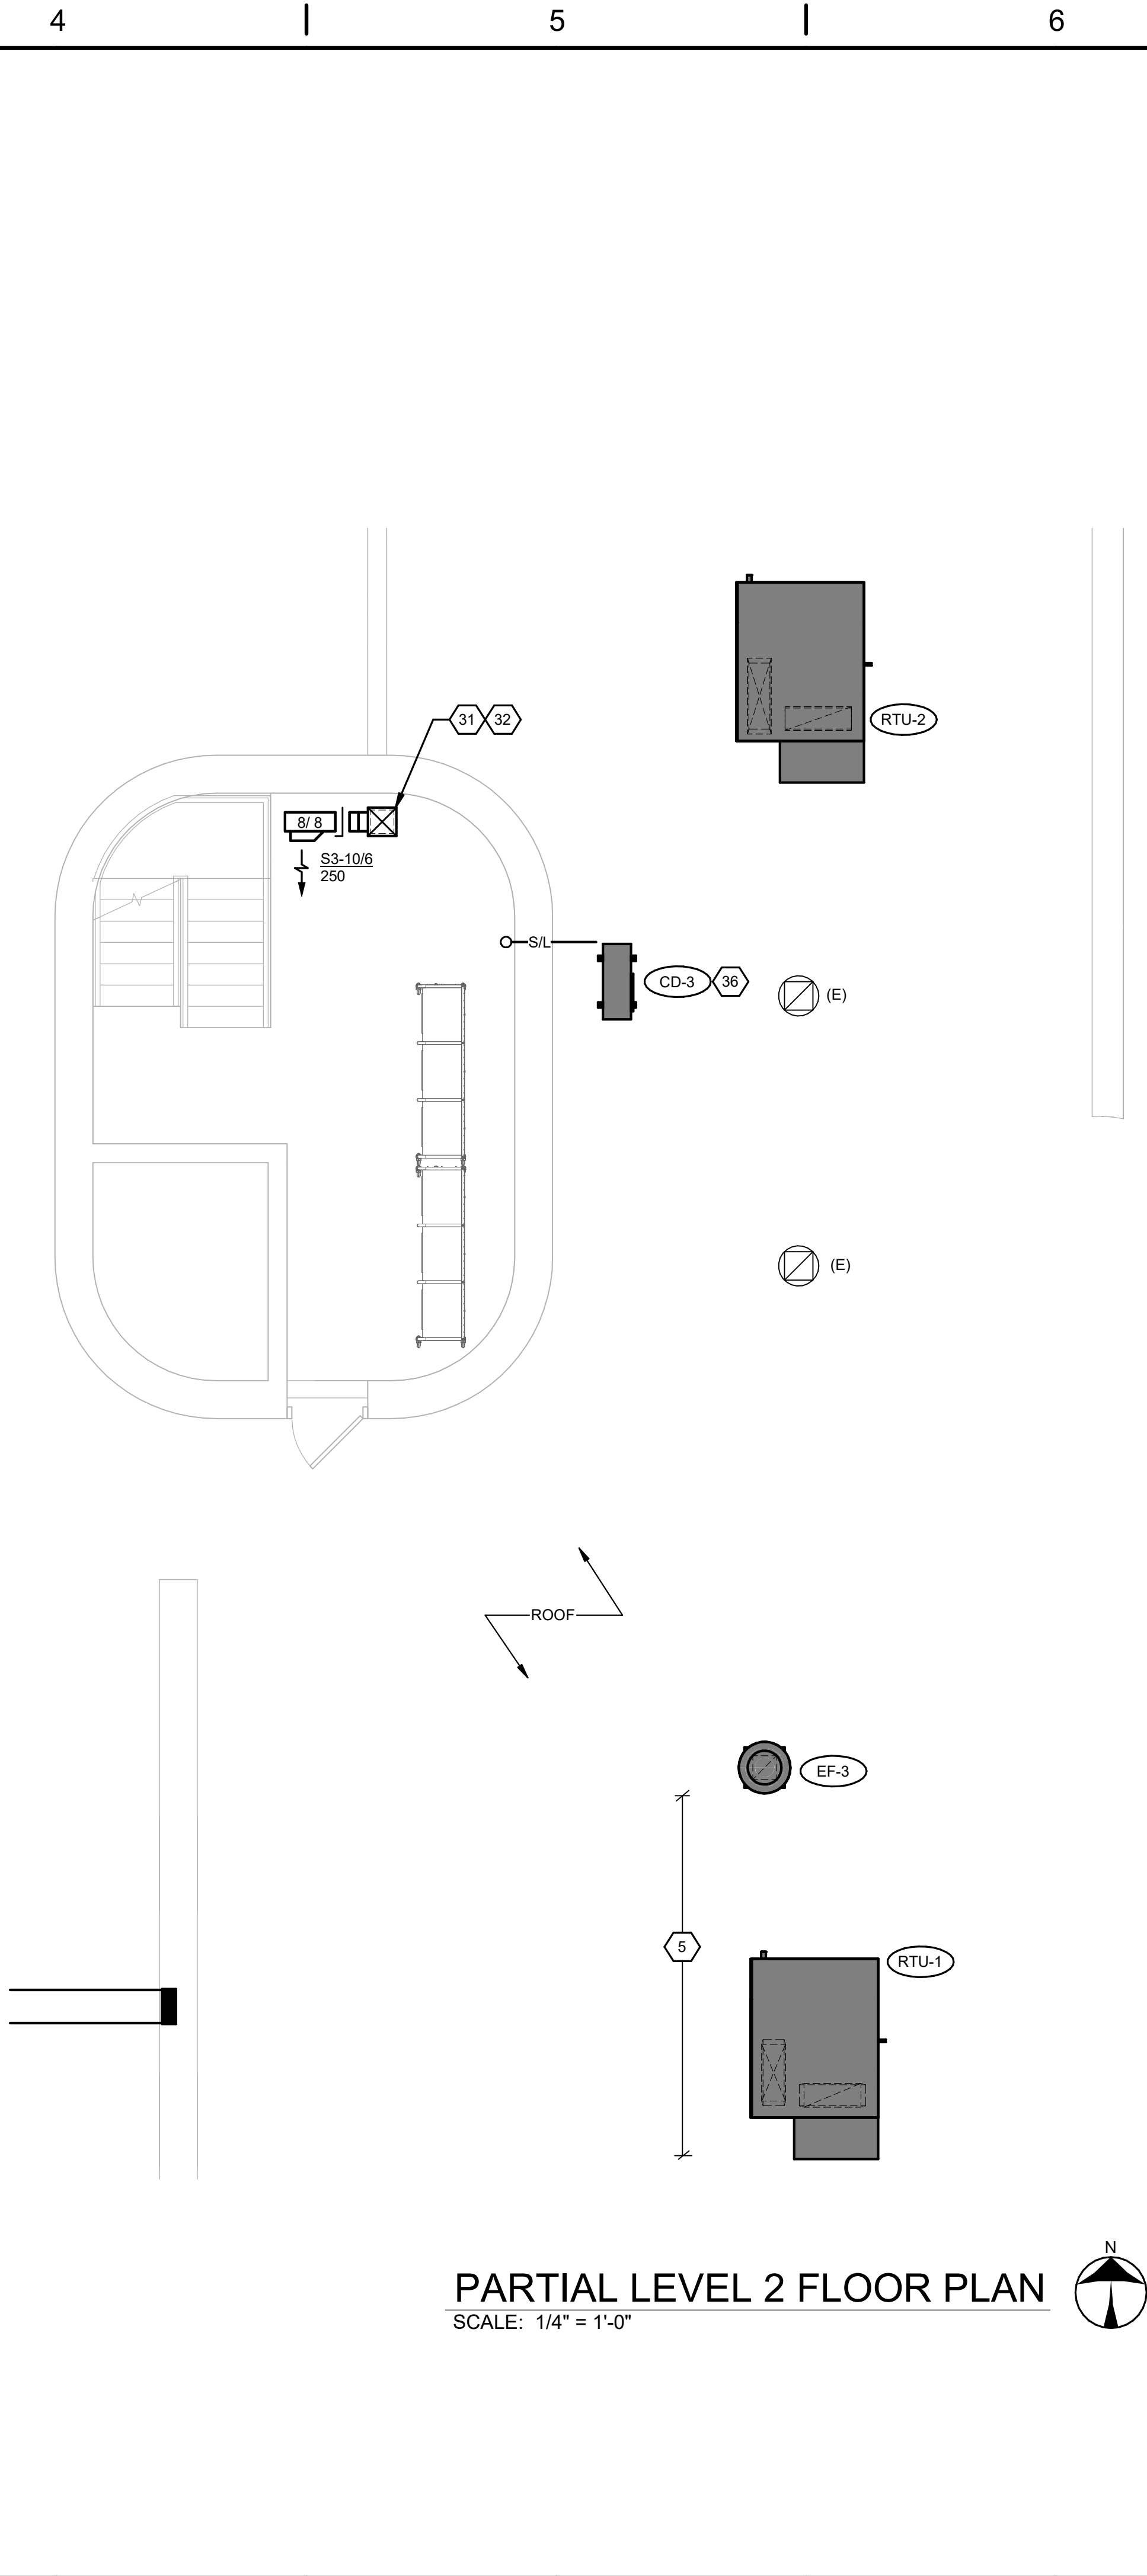 4 5 6
RTU-2
31 32
8/ 8
S3-10/6
250
S/L
CD-3 36 (E)
(E)
ROOF
EF-3
5
RTU-1
N
PARTIAL LEVEL 2 FLOOR PLAN
SCALE: 1/4" = 1'-0"